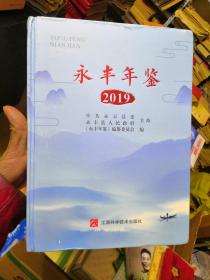 YONG FENG
NIAN JIAN
永丰年鉴
2019
中共永丰县委
永丰县人民政府 主办
《永丰年鉴》编纂委员会 编
江西科学技术出版社